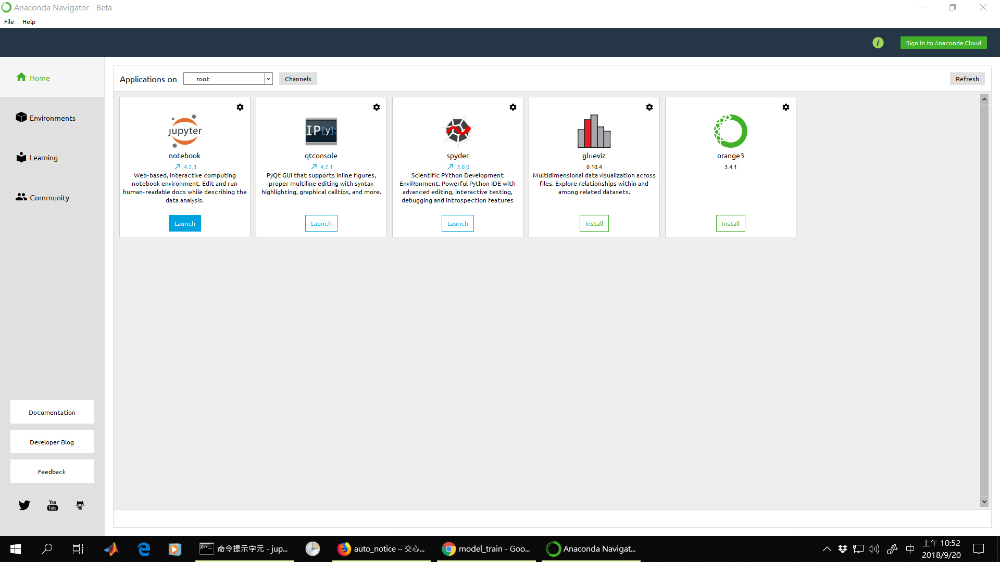 Anaconda Navigator - Beta
File Help
i Sign in to Anaconda Cloud
Home
Environments
Learning
Community
Documentation
Developer Blog
Feedback
You Tube
Applications on root Channels Refresh
jupyter
notebook
4.2.3
Web-based, interactive computing
notebook environment. Edit and run
human-readable docs while describing the
data analysis.
Launch
IP[y]:
qtconsole
4.2.1
PyQt GUI that supports inline figures,
proper multiline editing with syntax
highlighting, graphical calltips, and more.
Launch
spyder
3.0.0
Scientific PYthon Development
EnviRonment. Powerful Python IDE with
advanced editing, interactive testing,
debugging and introspection features
Launch
glueviz
0.10.4
Multidimensional data visualization across
files. Explore relationships within and
among related datasets.
Install
orange3
3.4.1
Install
命令提示字元 - jup...
auto_notice – 交心...
model_train - Goo...
Anaconda Navigat...
中
上午 10:52
2018/9/20